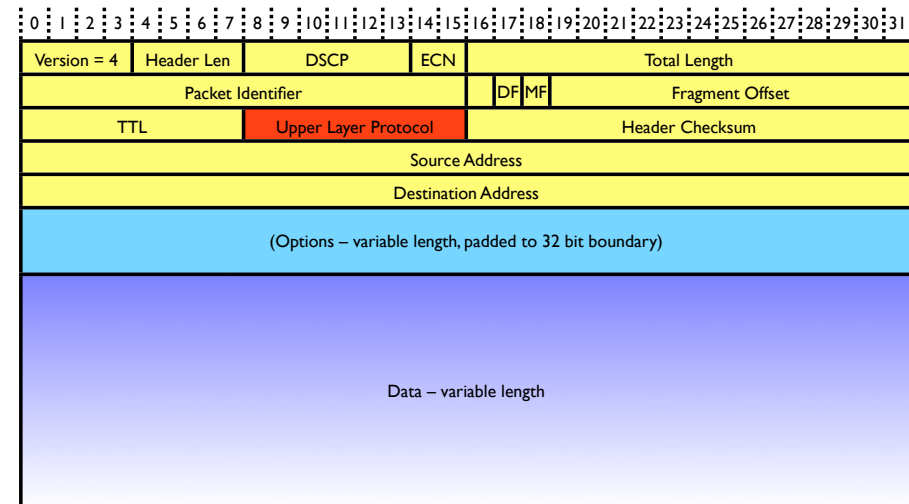 0 1 2 3 4 5 6 7 8 9 10 11 12 13 14 15 16 17 18 19 20 21 22 23 24 25 26 27 28 29 30 31
Version = 4 Header Len DSCP ECN Total Length
Packet Identifier DF MF Fragment Offset
TTL Upper Layer Protocol Header Checksum
Source Address
Destination Address
(Options – variable length, padded to 32 bit boundary)
Data – variable length